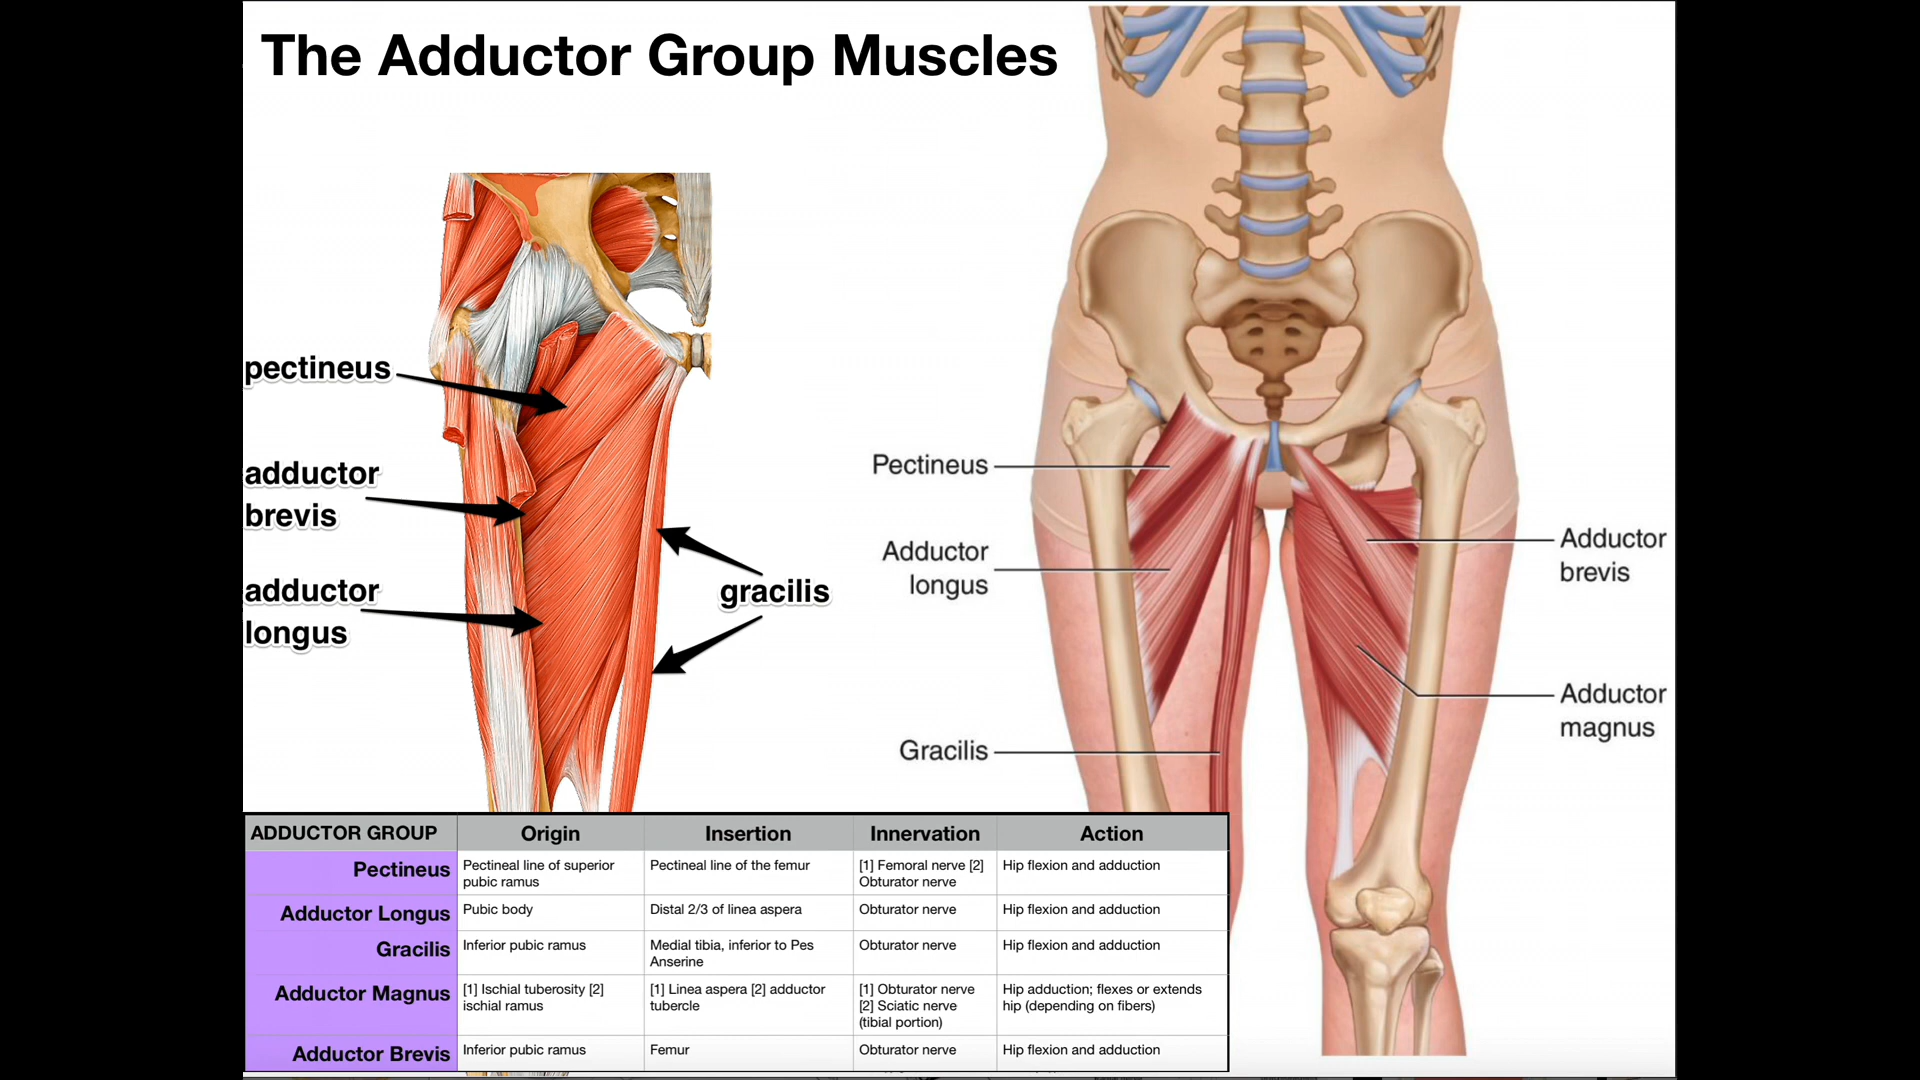 The Adductor Group Muscles
pectineus
adductor
brevis
adductor
longus
gracilis
Pectineus
Adductor
longus
Gracilis
Adductor
brevis
Adductor
magnus
ADDUCTOR GROUP Origin Insertion Innervation Action
Pectineus
Pectineal line of superior
pubic ramus
Pectineal line of the femur
[1] Femoral nerve [2]
Obturator nerve
Hip flexion and adduction
Adductor Longus
Pubic body
Distal 2/3 of linea aspera
Obturator nerve
Hip flexion and adduction
Gracilis
Inferior pubic ramus
Medial tibia, inferior to Pes
Anserine
Obturator nerve
Hip flexion and adduction
Adductor Magnus
[1] Ischial tuberosity [2]
ischial ramus
[1] Linea aspera [2] adductor
tubercle
[1] Obturator nerve
[2] Sciatic nerve
(tibial portion)
Hip adduction; flexes or extends
hip (depending on fibers)
Adductor Brevis
Inferior pubic ramus
Femur
Obturator nerve
Hip flexion and adduction